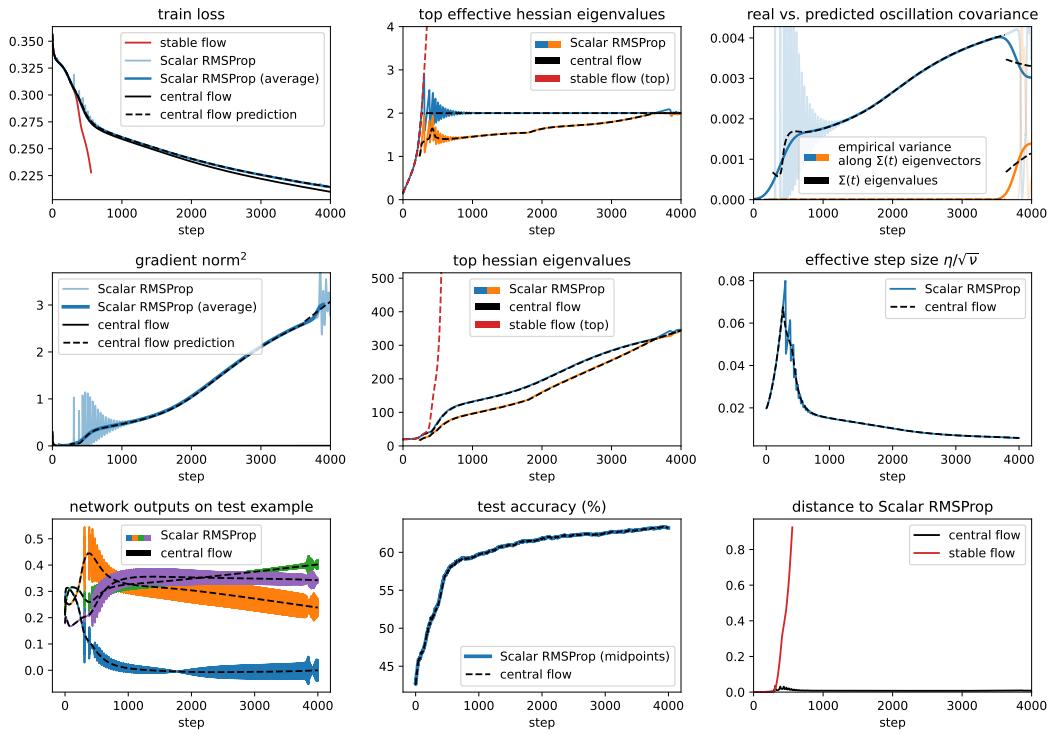 train loss
0.350
0.325
0.300
0.275
0.250
0.225
stable flow
Scalar RMSProp
Scalar RMSProp (average)
central flow
central flow prediction
0
1000
2000
3000
4000
step
top effective hessian eigenvalues
4
3
2
1
0
Scalar RMSProp
central flow
stable flow (top)
0
1000
2000
3000
4000
step
real vs. predicted oscillation covariance
0.004
0.003
0.002
0.001
0.000
empirical variance
along Σ(t) eigenvectors
Σ(t) eigenvalues
0
1000
2000
3000
4000
step
gradient norm²
3
2
1
0
Scalar RMSProp
Scalar RMSProp (average)
central flow
central flow prediction
0
1000
2000
3000
4000
step
top hessian eigenvalues
500
400
300
200
100
0
Scalar RMSProp
central flow
stable flow (top)
0
1000
2000
3000
4000
step
effective step size η/√ν
0.08
0.06
0.04
0.02
Scalar RMSProp
central flow
0
1000
2000
3000
4000
step
network outputs on test example
0.5
0.4
0.3
0.2
0.1
0.0
Scalar RMSProp
central flow
0
1000
2000
3000
4000
step
test accuracy (%)
60
55
50
45
Scalar RMSProp (midpoints)
central flow
0
1000
2000
3000
4000
step
distance to Scalar RMSProp
0.8
0.6
0.4
0.2
0.0
central flow
stable flow
0
1000
2000
3000
4000
step